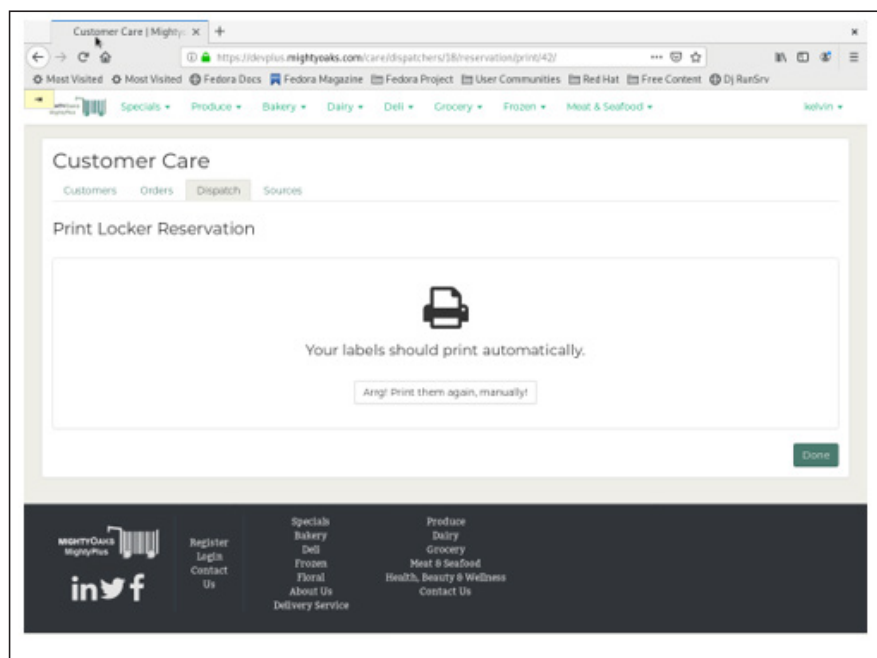 Customer Care | Mighty
https://devplus.mightyoaks.com/care/dispatchers/18/reservation/print/42/
Most Visited Most Visited Fedora Docs Fedora Magazine Fedora Project User Communities Red Hat Free Content Dj RunSrv
Specials Produce Bakery Dairy Deli Grocery Frozen Meat & Seafood kelvin
Customer Care
Customers Orders Dispatch Sources
Print Locker Reservation
Your labels should print automatically.
Arrg! Print them again, manually!
Done
MIGHTYOAKS
MightyPlus
Register
Login
Contact
Us
Specials
Bakery
Deli
Frozen
Floral
About Us
Delivery Service
Produce
Dairy
Grocery
Meat & Seafood
Health, Beauty & Wellness
Contact Us